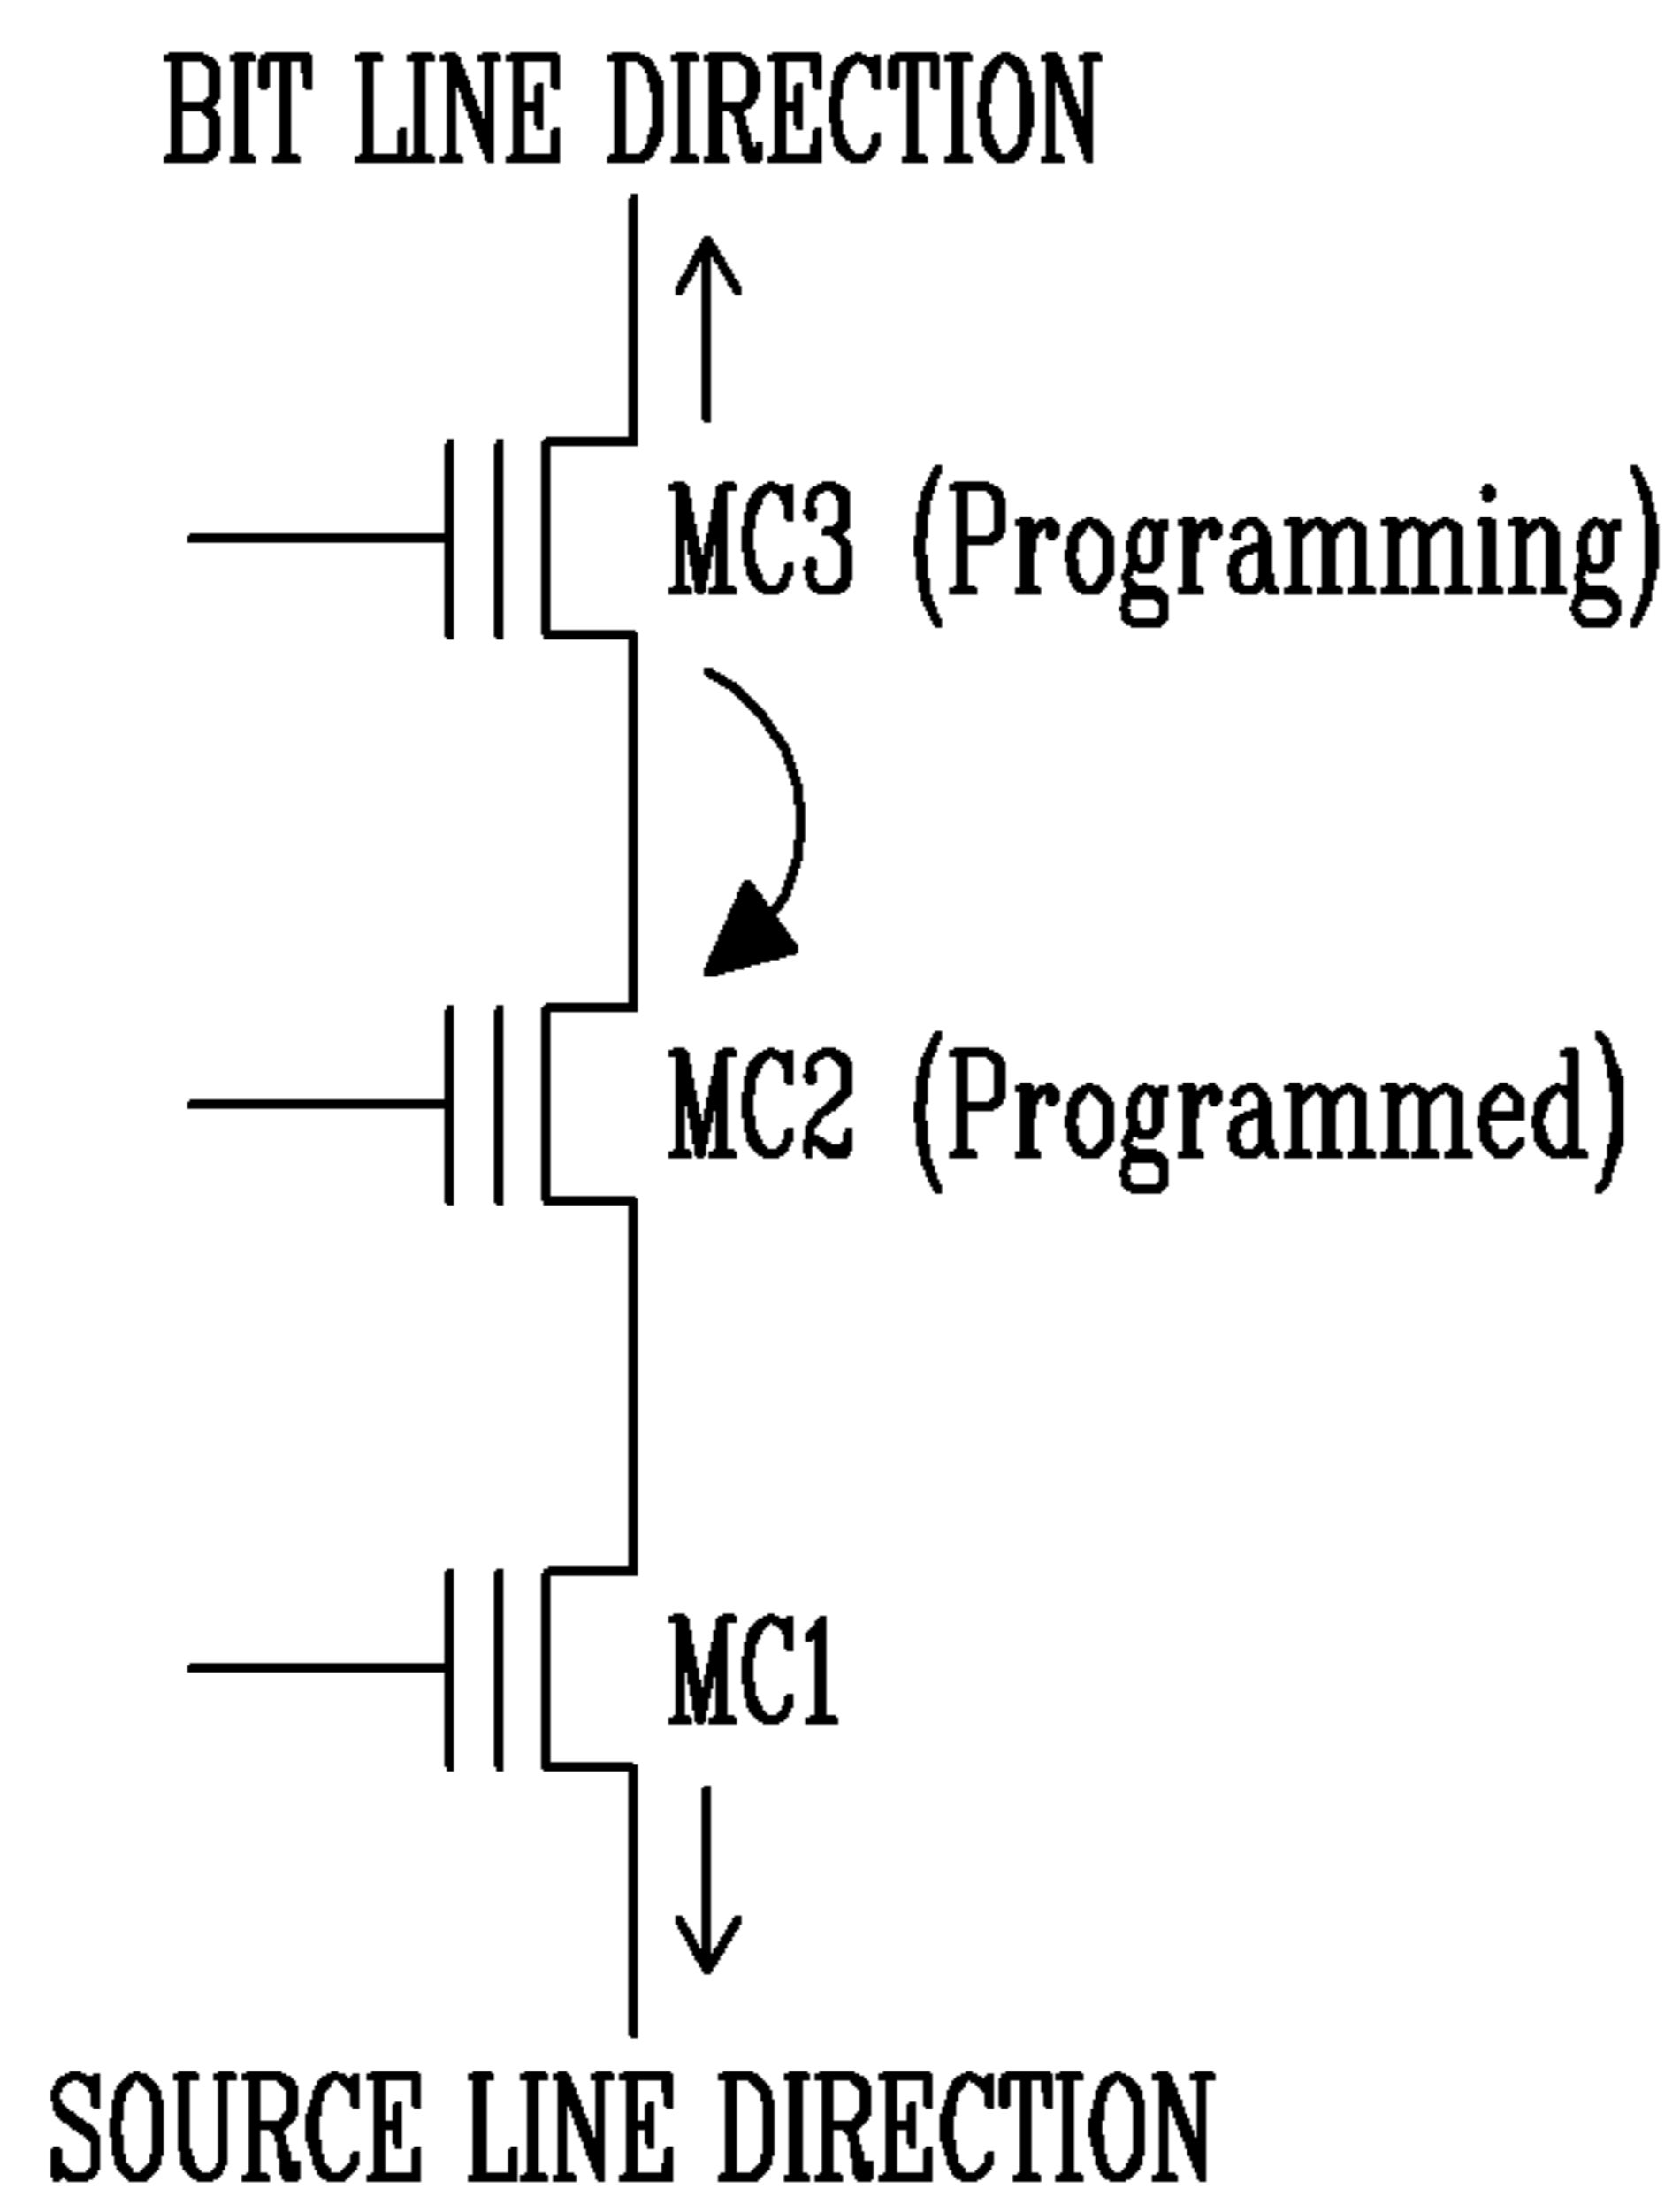 BIT LINE DIRECTION
MC3 (Programming)
MC2 (Programmed)
MC1
SOURCE LINE DIRECTION